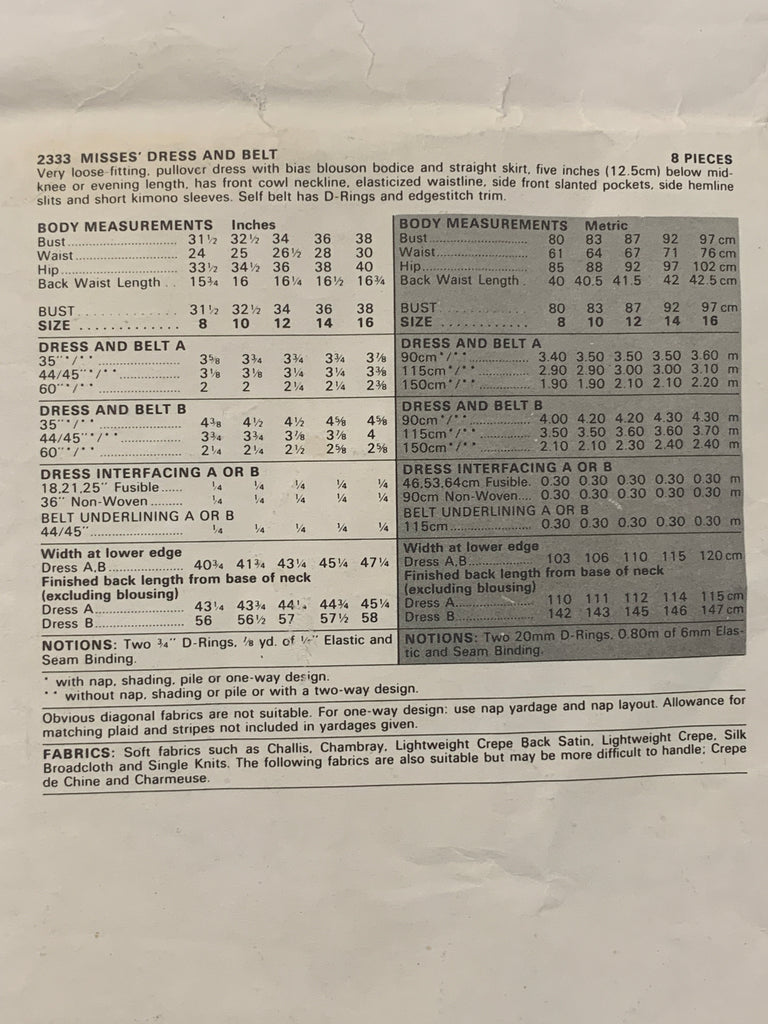 2333 MISSES' DRESS AND BELT 8 PIECES
Very loose-fitting, pullover dress with bias blouson bodice and straight skirt, five inches (12.5cm) below mid-
knee or evening length, has front cowl neckline, elasticized waistline, side front slanted pockets, side hemline
slits and short kimono sleeves. Self belt has D-Rings and edgestitch trim.
BODY MEASUREMENTS Inches
Bust 31½ 32½ 34 36 38
Waist 24 25 26½ 28 30
Hip 33½ 34½ 36 38 40
Back Waist Length 15¾ 16 16¼ 16½ 16¾
BUST 31½ 32½ 34 36 38
SIZE 8 10 12 14 16
DRESS AND BELT A
35"*/** 3⅝ 3¾ 3¾ 3¾ 3⅞
44/45"*/** 3⅛ 3⅛ 3¼ 3¼ 3⅜
60"*/** 2 2 2¼ 2¼ 2⅜
DRESS AND BELT B
35"*/** 4⅜ 4½ 4½ 4⅝ 4⅝
44/45"*/** 3¾ 3¾ 3⅞ 3⅞ 4
60"*/** 2¼ 2¼ 2½ 2⅝ 2⅝
DRESS INTERFACING A OR B
18,21,25" Fusible ¼ ¼ ¼ ¼ ¼
36" Non-Woven ¼ ¼ ¼ ¼ ¼
BELT UNDERLINING A OR B
44/45" ¼ ¼ ¼ ¼ ¼
Width at lower edge
Dress A,B 40¾ 41¾ 43¼ 45¼ 47¼
Finished back length from base of neck
(excluding blousing)
Dress A 43¼ 43¾ 44¼ 44¾ 45¼
Dress B 56 56½ 57 57½ 58
NOTIONS: Two ¾" D-Rings, ⅞ yd. of ¼" Elastic and
Seam Binding.
BODY MEASUREMENTS Metric
Bust 80 83 87 92 97 cm
Waist 61 64 67 71 76 cm
Hip 85 88 92 97 102 cm
Back Waist Length 40 40.5 41.5 42 42.5 cm
BUST 80 83 87 92 97 cm
SIZE 8 10 12 14 16
DRESS AND BELT A
90cm*/** 3.40 3.50 3.50 3.50 3.60 m
115cm*/** 2.90 2.90 3.00 3.00 3.10 m
150cm*/** 1.90 1.90 2.10 2.10 2.20 m
DRESS AND BELT B
90cm*/** 4.00 4.20 4.20 4.30 4.30 m
115cm*/** 3.50 3.50 3.60 3.60 3.70 m
150cm*/** 2.10 2.10 2.30 2.40 2.40 m
DRESS INTERFACING A OR B
46,53,64cm Fusible 0.30 0.30 0.30 0.30 0.30 m
90cm Non-Woven 0.30 0.30 0.30 0.30 0.30 m
BELT UNDERLINING A OR B
115cm 0.30 0.30 0.30 0.30 0.30 m
Width at lower edge
Dress A,B 103 106 110 115 120 cm
Finished back length from base of neck
(excluding blousing)
Dress A 110 111 112 114 115 cm
Dress B 142 143 145 146 147 cm
NOTIONS: Two 20mm D-Rings, 0.80m of 6mm Elas-
tic and Seam Binding.
* with nap, shading, pile or one-way design.
** without nap, shading or pile or with a two-way design.
Obvious diagonal fabrics are not suitable. For one-way design: use nap yardage and nap layout. Allowance for
matching plaid and stripes not included in yardages given.
FABRICS: Soft fabrics such as Challis, Chambray, Lightweight Crepe Back Satin, Lightweight Crepe, Silk
Broadcloth and Single Knits. The following fabrics are also suitable but may be more difficult to handle; Crepe
de Chine and Charmeuse.